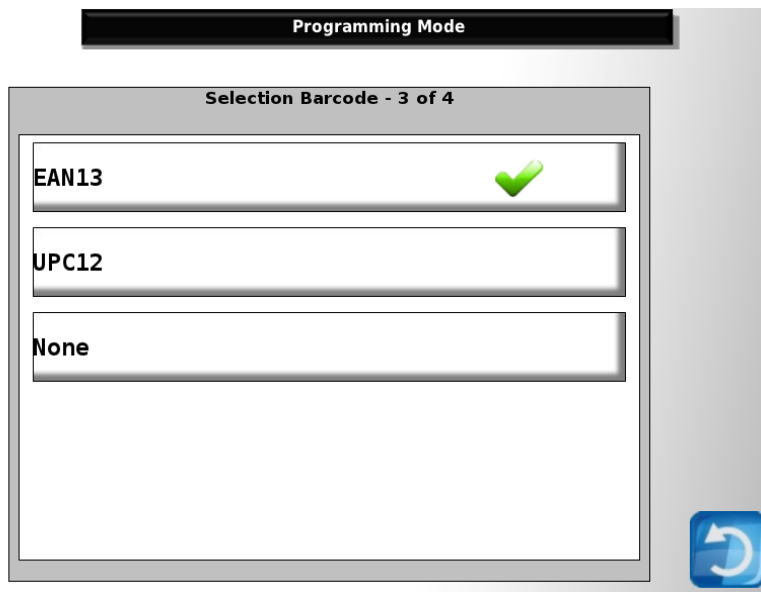 Programming Mode
Selection Barcode - 3 of 4
EAN13
UPC12
None